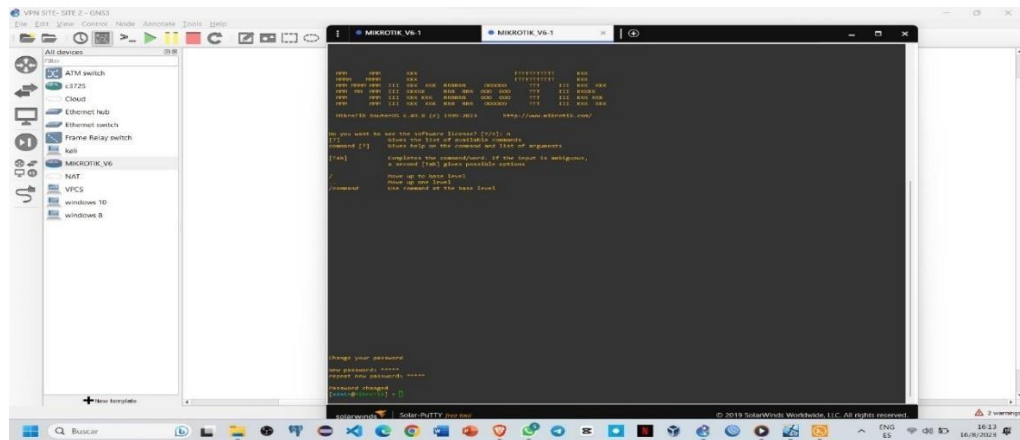 VPN SITE- SITE 2 - GNS3
File Edit View Control Node Annotate Tools Help
All devices
Filter
ATM switch
c3725
Cloud
Ethernet hub
Ethernet switch
Frame Relay switch
kali
MIKROTIK_V6
NAT
VPCS
windows 10
windows 8
New template
MIKROTIK_V6-1
MIKROTIK_V6-1
http://www.mikrotik.com/
Do you want to see the software license? [Y/n]: n
[?] Gives the list of available commands
command [?] Gives help on the command and list of arguments
[Tab] Completes the command/word. If the input is ambiguous,
a second [Tab] gives possible options
/ Move up to base level
.. Move up one level
/command Use command at the base level
Change your password
new password> *****
repeat new password> *****
Password changed
solarwinds Solar-PuTTY free tool
© 2019 SolarWinds Worldwide, LLC. All rights reserved.
2 warnings
Buscar
ENG
ES
16:13
16/8/2023